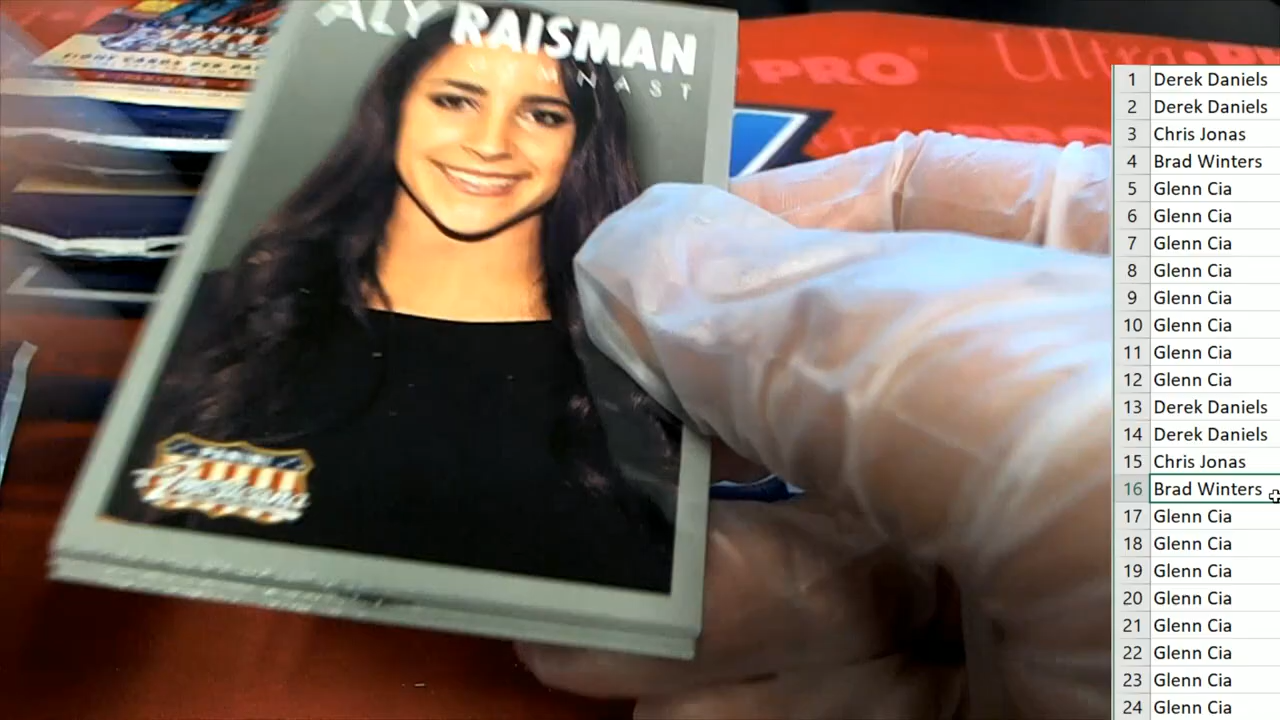 ALY RAISMAN
GYMNAST
PANINI
Americana
PRO
Ultra PRO
1 Derek Daniels
2 Derek Daniels
3 Chris Jonas
4 Brad Winters
5 Glenn Cia
6 Glenn Cia
7 Glenn Cia
8 Glenn Cia
9 Glenn Cia
10 Glenn Cia
11 Glenn Cia
12 Glenn Cia
13 Derek Daniels
14 Derek Daniels
15 Chris Jonas
16 Brad Winters
17 Glenn Cia
18 Glenn Cia
19 Glenn Cia
20 Glenn Cia
21 Glenn Cia
22 Glenn Cia
23 Glenn Cia
24 Glenn Cia